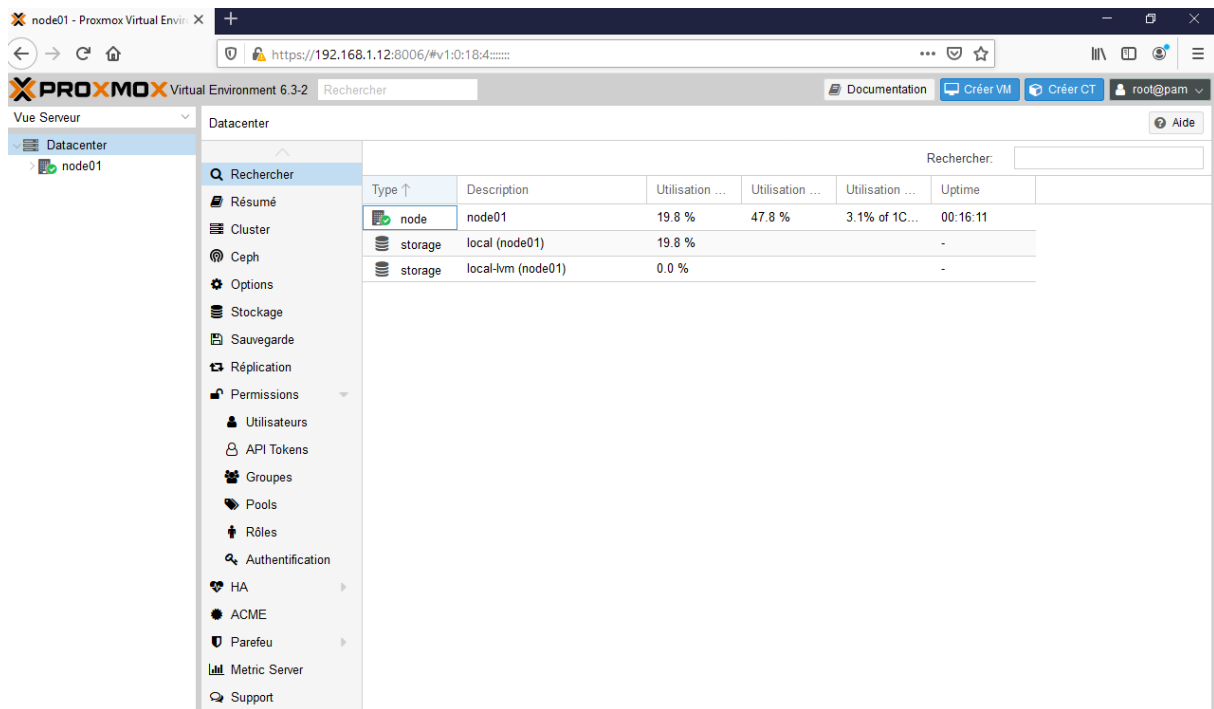 node01 - Proxmox Virtual Enviro
https://192.168.1.12:8006/#v1:0:18:4:::::::
PROXMOX Virtual Environment 6.3-2 Rechercher Documentation Créer VM Créer CT root@pam
Vue Serveur
Datacenter
node01
Datacenter Aide
Rechercher
Résumé
Cluster
Ceph
Options
Stockage
Sauvegarde
Réplication
Permissions
Utilisateurs
API Tokens
Groupes
Pools
Rôles
Authentification
HA
ACME
Parefeu
Metric Server
Support
Rechercher:
Type Description Utilisation ... Utilisation ... Utilisation ... Uptime
node node01 19.8 % 47.8 % 3.1% of 1C... 00:16:11
storage local (node01) 19.8 % -
storage local-lvm (node01) 0.0 % -